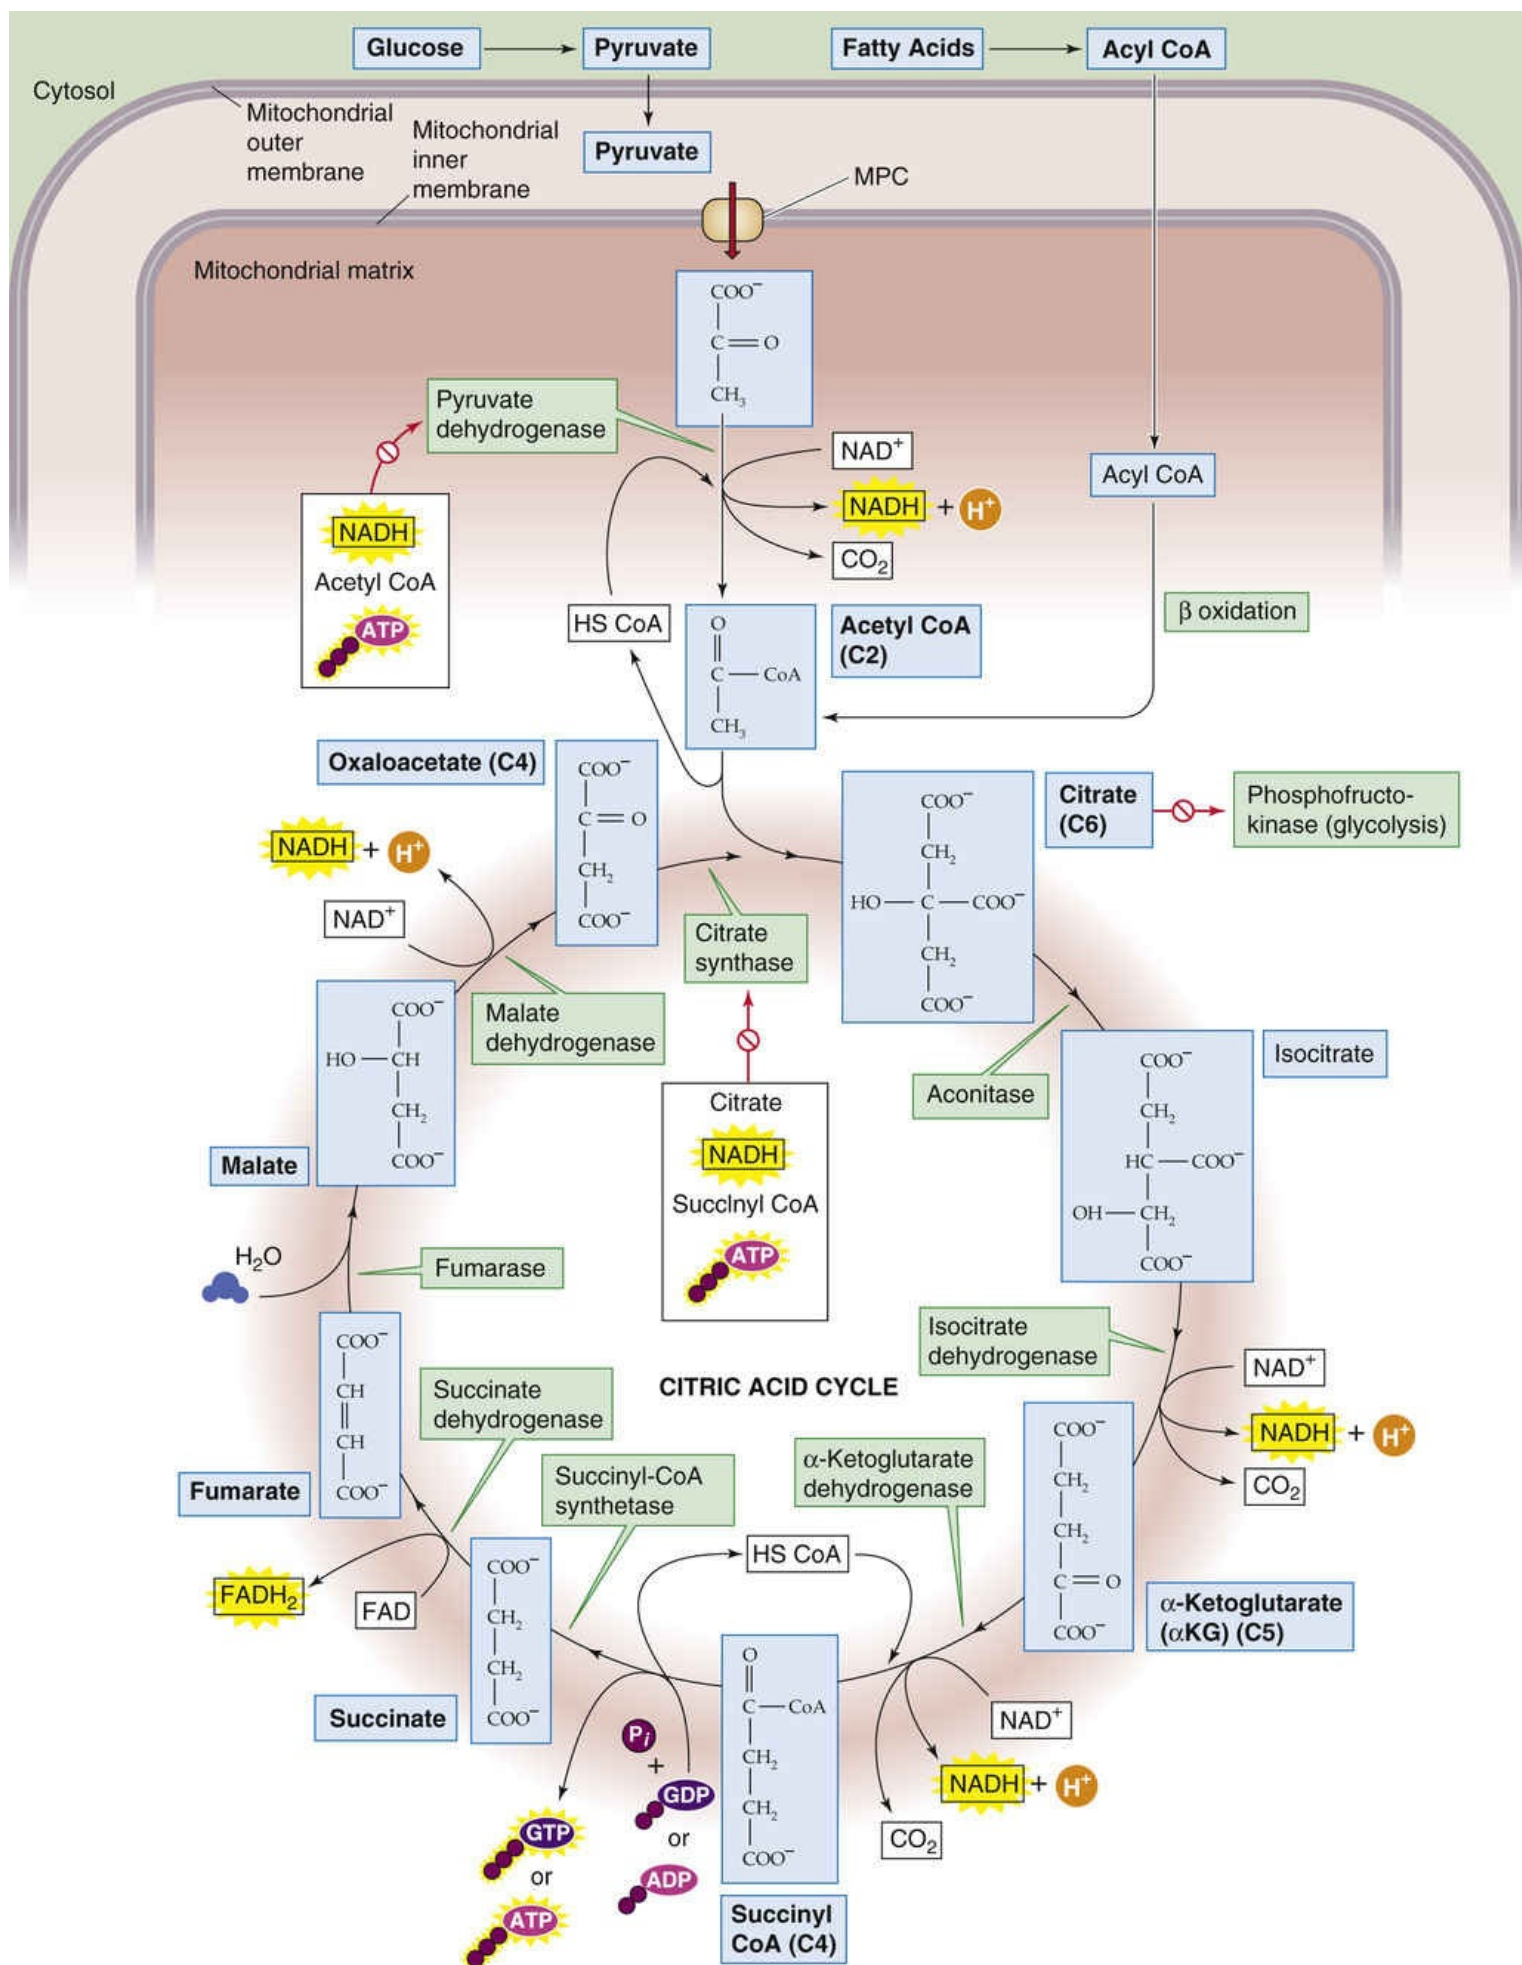 Glucose
Pyruvate
Fatty Acids
Acyl CoA
Cytosol
Mitochondrial
outer
membrane
Mitochondrial
inner
membrane
Pyruvate
MPC
Mitochondrial matrix
COO⁻
C=O
CH₃
Pyruvate
dehydrogenase
NAD⁺
NADH + H⁺
CO₂
Acyl CoA
NADH
Acetyl CoA
ATP
HS CoA
O
C—CoA
CH₃
Acetyl CoA
(C2)
β oxidation
Oxaloacetate (C4)
COO⁻
C=O
CH₂
COO⁻
COO⁻
CH₂
HO—C—COO⁻
CH₂
COO⁻
Citrate
(C6)
Phosphofructo-
kinase (glycolysis)
NADH + H⁺
NAD⁺
Citrate
synthase
Malate
dehydrogenase
COO⁻
HO—CH
CH₂
COO⁻
Malate
Aconitase
Isocitrate
COO⁻
CH₂
HC—COO⁻
OH—CH₂
COO⁻
Citrate
NADH
Succlnyl CoA
ATP
H₂O
Fumarase
Isocitrate
dehydrogenase
NAD⁺
NADH + H⁺
CO₂
COO⁻
CH
CH
COO⁻
Fumarate
Succinate
dehydrogenase
CITRIC ACID CYCLE
Succinyl-CoA
synthetase
α-Ketoglutarate
dehydrogenase
COO⁻
CH₂
CH₂
C=O
COO⁻
α-Ketoglutarate
(αKG) (C5)
HS CoA
FADH₂
FAD
COO⁻
CH₂
CH₂
COO⁻
Succinate
O
C—CoA
CH₂
CH₂
COO⁻
NAD⁺
NADH + H⁺
CO₂
Pi
+
GDP
or
ADP
GTP
or
ATP
Succinyl
CoA (C4)